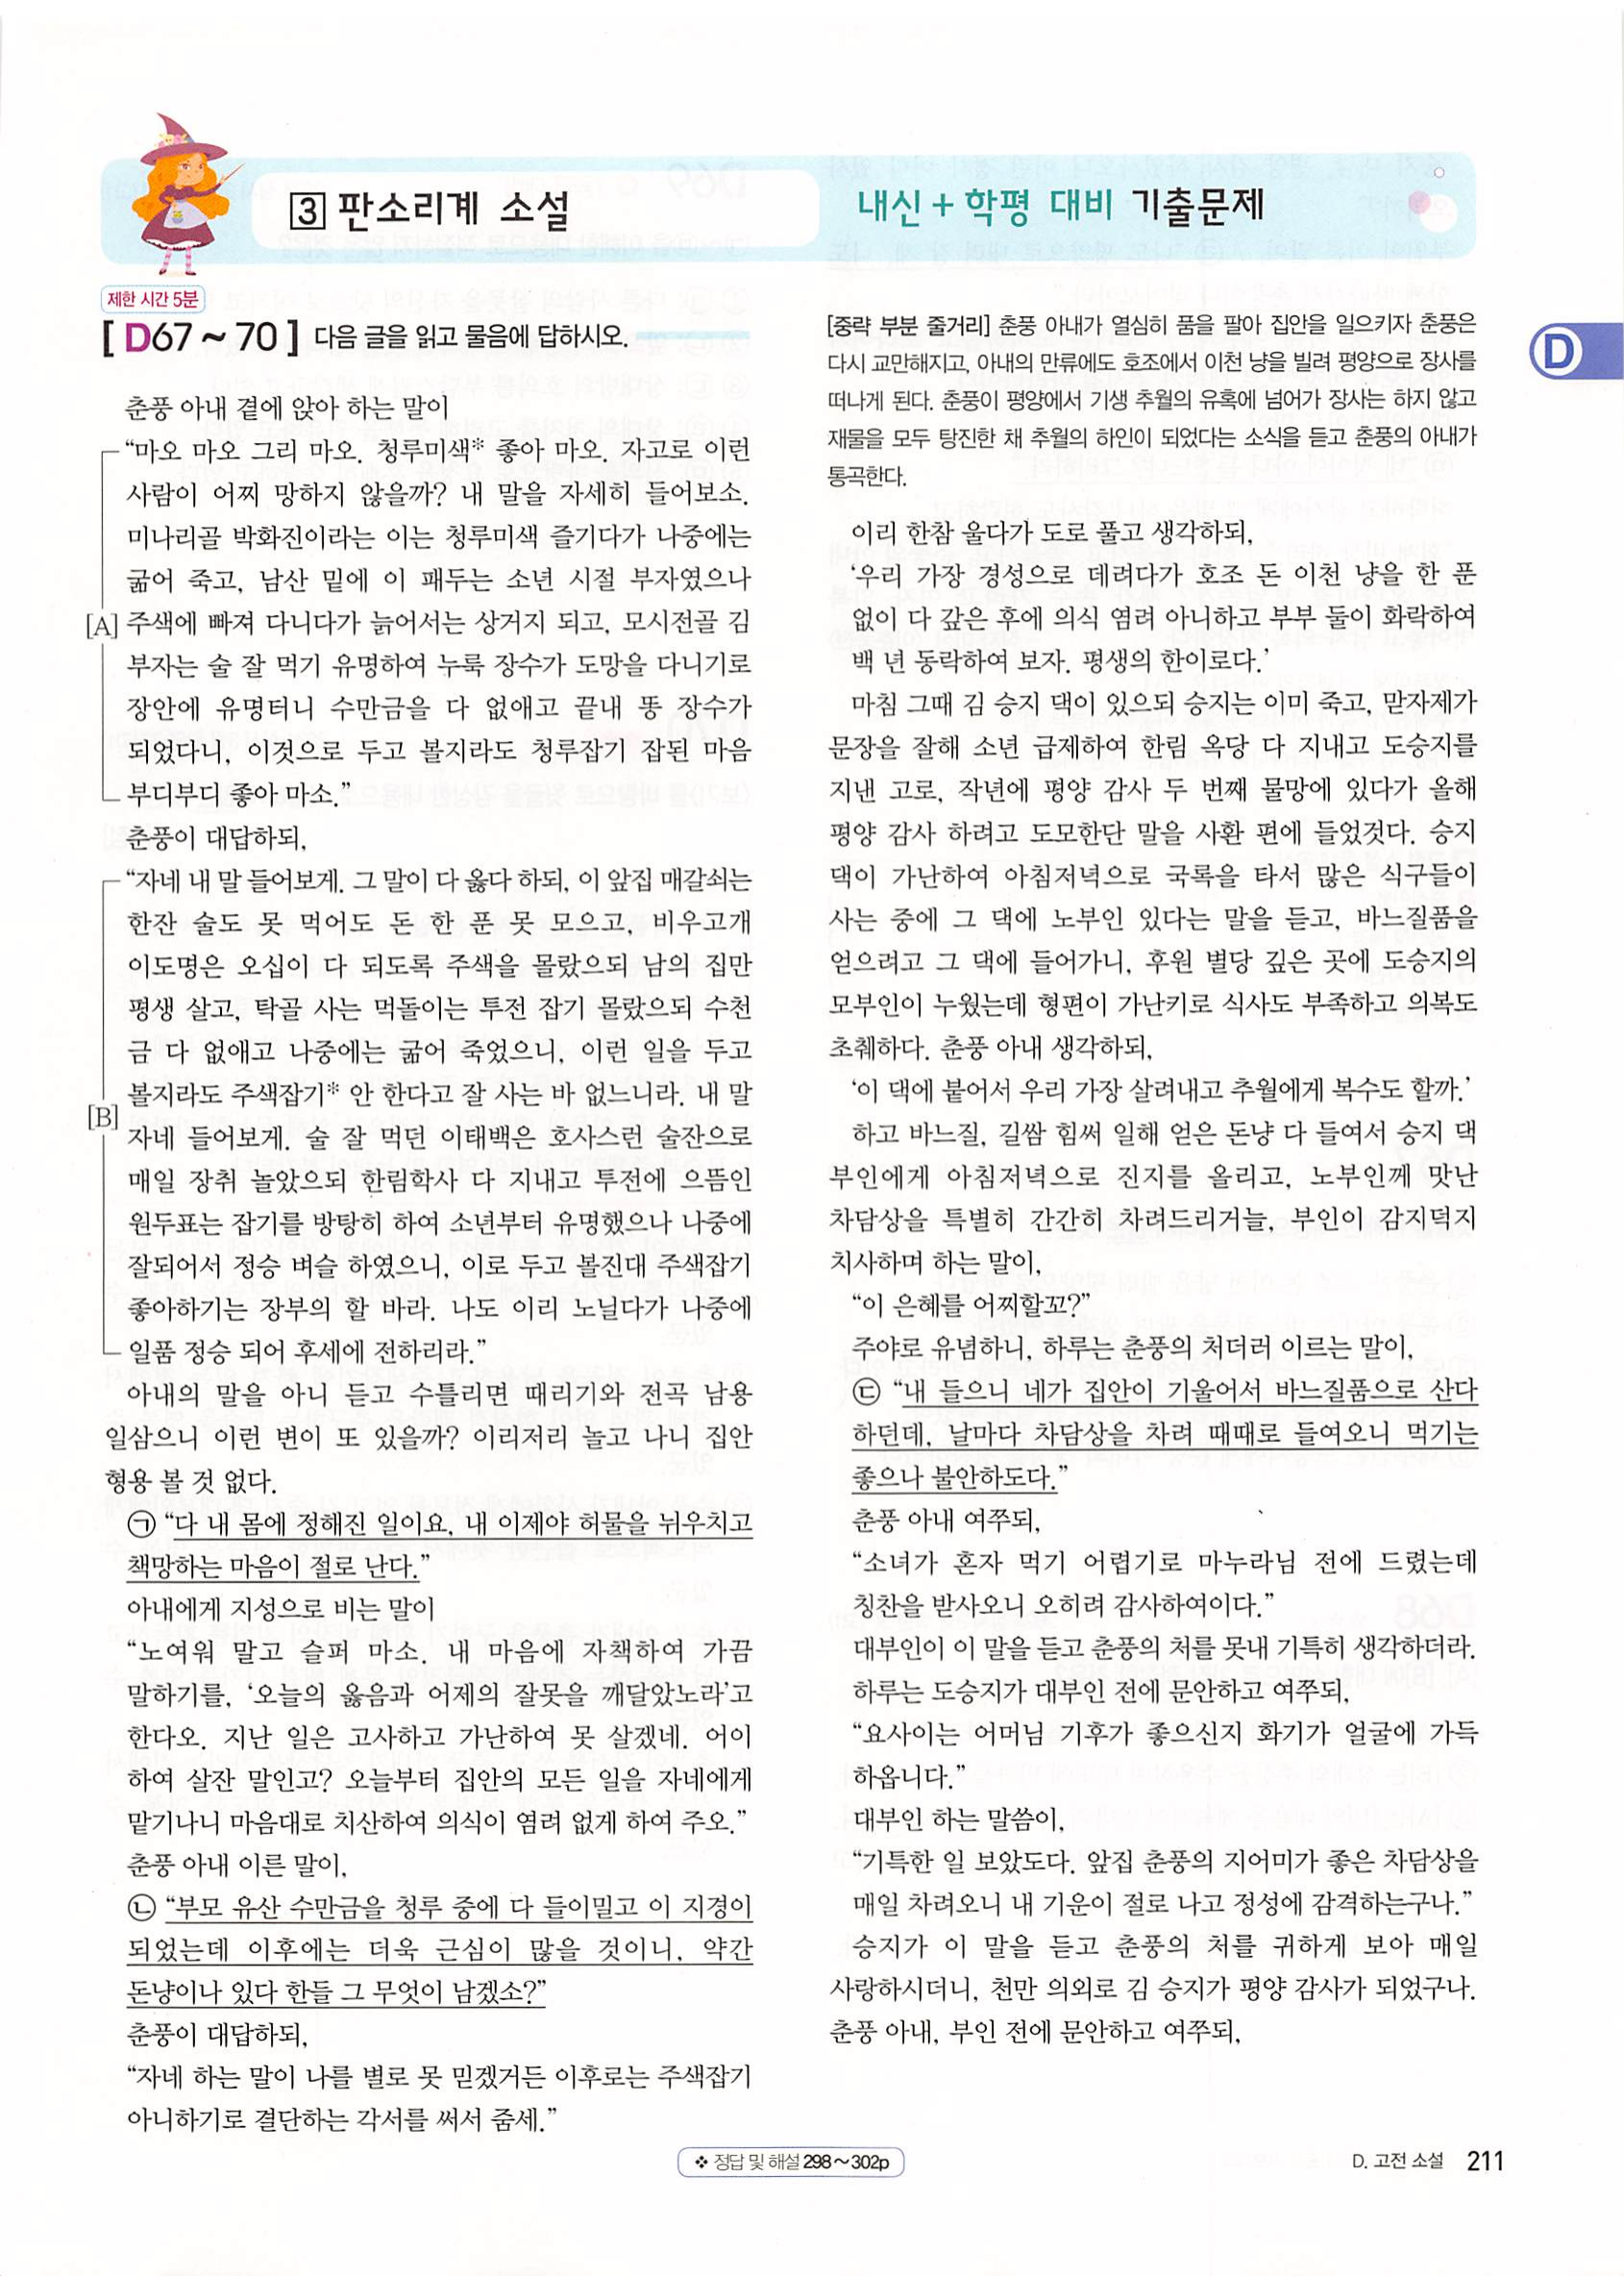 ③ 판소리계 소설
내신 + 학평 대비 기출문제
제한 시간 5분
[ D67 ~ 70 ] 다음 글을 읽고 물음에 답하시오.
춘풍 아내 곁에 앉아 하는 말이
“마오 마오 그리 마오. 청루미색* 좋아 마오. 자고로 이런
사람이 어찌 망하지 않을까? 내 말을 자세히 들어보소.
미나리골 박화진이라는 이는 청루미색 즐기다가 나중에는
굶어 죽고, 남산 밑에 이 패두는 소년 시절 부자였으나
[A] 주색에 빠져 다니다가 늙어서는 상거지 되고, 모시전골 김
부자는 술 잘 먹기 유명하여 누룩 장수가 도망을 다니기로
장안에 유명터니 수만금을 다 없애고 끝내 똥 장수가
되었다니, 이것으로 두고 볼지라도 청루잡기 잡된 마음
부디부디 좋아 마소.”
춘풍이 대답하되,
“자네 내 말 들어보게. 그 말이 다 옳다 하되, 이 앞집 매갈쇠는
한잔 술도 못 먹어도 돈 한 푼 못 모으고, 비우고개
이도명은 오십이 다 되도록 주색을 몰랐으되 남의 집만
평생 살고, 탁골 사는 먹돌이는 투전 잡기 몰랐으되 수천
금 다 없애고 나중에는 굶어 죽었으니, 이런 일을 두고
볼지라도 주색잡기* 안 한다고 잘 사는 바 없느니라. 내 말
[B] 자네 들어보게. 술 잘 먹던 이태백은 호사스런 술잔으로
매일 장취 놀았으되 한림학사 다 지내고 투전에 으뜸인
원두표는 잡기를 방탕히 하여 소년부터 유명했으나 나중에
잘되어서 정승 벼슬 하였으니, 이로 두고 볼진대 주색잡기
좋아하기는 장부의 할 바라. 나도 이리 노닐다가 나중에
일품 정승 되어 후세에 전하리라.”
아내의 말을 아니 듣고 수틀리면 때리기와 전곡 남용
일삼으니 이런 변이 또 있을까? 이리저리 놀고 나니 집안
형용 볼 것 없다.
㉠ “다 내 몸에 정해진 일이요, 내 이제야 허물을 뉘우치고
책망하는 마음이 절로 난다.”
아내에게 지성으로 비는 말이
“노여워 말고 슬퍼 마소. 내 마음에 자책하여 가끔
말하기를, ‘오늘의 옳음과 어제의 잘못을 깨달았노라’고
한다오. 지난 일은 고사하고 가난하여 못 살겠네. 어이
하여 살잔 말인고? 오늘부터 집안의 모든 일을 자네에게
맡기나니 마음대로 치산하여 의식이 염려 없게 하여 주오.”
춘풍 아내 이른 말이,
㉡ “부모 유산 수만금을 청루 중에 다 들이밀고 이 지경이
되었는데 이후에는 더욱 근심이 많을 것이니, 약간
돈냥이나 있다 한들 그 무엇이 남겠소?”
춘풍이 대답하되,
“자네 하는 말이 나를 별로 못 믿겠거든 이후로는 주색잡기
아니하기로 결단하는 각서를 써서 줌세.”
[중략 부분 줄거리] 춘풍 아내가 열심히 품을 팔아 집안을 일으키자 춘풍은
다시 교만해지고, 아내의 만류에도 호조에서 이천 냥을 빌려 평양으로 장사를
떠나게 된다. 춘풍이 평양에서 기생 추월의 유혹에 넘어가 장사는 하지 않고
재물을 모두 탕진한 채 추월의 하인이 되었다는 소식을 듣고 춘풍의 아내가
통곡한다.
이리 한참 울다가 도로 풀고 생각하되,
‘우리 가장 경성으로 데려다가 호조 돈 이천 냥을 한 푼
없이 다 갚은 후에 의식 염려 아니하고 부부 둘이 화락하여
백 년 동락하여 보자. 평생의 한이로다.’
마침 그때 김 승지 댁이 있으되 승지는 이미 죽고, 맏자제가
문장을 잘해 소년 급제하여 한림 옥당 다 지내고 도승지를
지낸 고로, 작년에 평양 감사 두 번째 물망에 있다가 올해
평양 감사 하려고 도모한단 말을 사환 편에 들었것다. 승지
댁이 가난하여 아침저녁으로 국록을 타서 많은 식구들이
사는 중에 그 댁에 노부인 있다는 말을 듣고, 바느질품을
얻으려고 그 댁에 들어가니, 후원 별당 깊은 곳에 도승지의
모부인이 누웠는데 형편이 가난키로 식사도 부족하고 의복도
초췌하다. 춘풍 아내 생각하되,
‘이 댁에 붙어서 우리 가장 살려내고 추월에게 복수도 할까.’
하고 바느질, 길쌈 힘써 일해 얻은 돈냥 다 들여서 승지 댁
부인에게 아침저녁으로 진지를 올리고, 노부인께 맛난
차담상을 특별히 간간히 차려드리거늘, 부인이 감지덕지
치사하며 하는 말이,
“이 은혜를 어찌할꼬?”
주야로 유념하니, 하루는 춘풍의 처더러 이르는 말이,
㉢ “내 들으니 네가 집안이 기울어서 바느질품으로 산다
하던데, 날마다 차담상을 차려 때때로 들여오니 먹기는
좋으나 불안하도다.”
춘풍 아내 여쭈되,
“소녀가 혼자 먹기 어렵기로 마누라님 전에 드렸는데
칭찬을 받사오니 오히려 감사하여이다.”
대부인이 이 말을 듣고 춘풍의 처를 못내 기특히 생각하더라.
하루는 도승지가 대부인 전에 문안하고 여쭈되,
“요사이는 어머님 기후가 좋으신지 화기가 얼굴에 가득
하옵니다.”
대부인 하는 말씀이,
“기특한 일 보았도다. 앞집 춘풍의 지어미가 좋은 차담상을
매일 차려오니 내 기운이 절로 나고 정성에 감격하는구나.”
승지가 이 말을 듣고 춘풍의 처를 귀하게 보아 매일
사랑하시더니, 천만 의외로 김 승지가 평양 감사가 되었구나.
춘풍 아내, 부인 전에 문안하고 여쭈되,
D
❖ 정답 및 해설 298~302p
D. 고전 소설 211